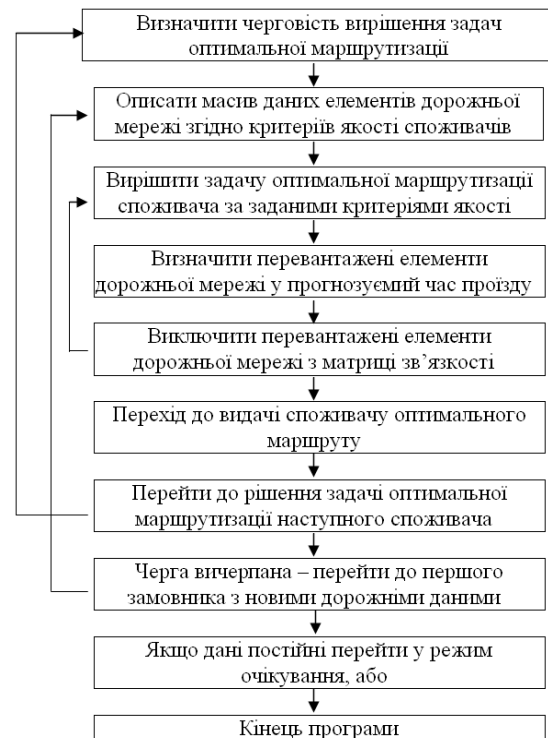 Визначити черговість вирішення задач
оптимальної маршрутизації
Описати масив даних елементів дорожньої
мережі згідно критеріїв якості споживачів
Вирішити задачу оптимальної маршрутизації
споживача за заданими критеріями якості
Визначити перевантажені елементи
дорожньої мережі у прогнозуємий час проїзду
Виключити перевантажені елементи
дорожньої мережі з матриці зв’язкості
Перехід до видачі споживачу оптимального
маршруту
Перейти до рішення задачі оптимальної
маршрутизації наступного споживача
Черга вичерпана – перейти до першого
замовника з новими дорожніми даними
Якщо дані постійні перейти у режим
очікування, або
Кінець програми